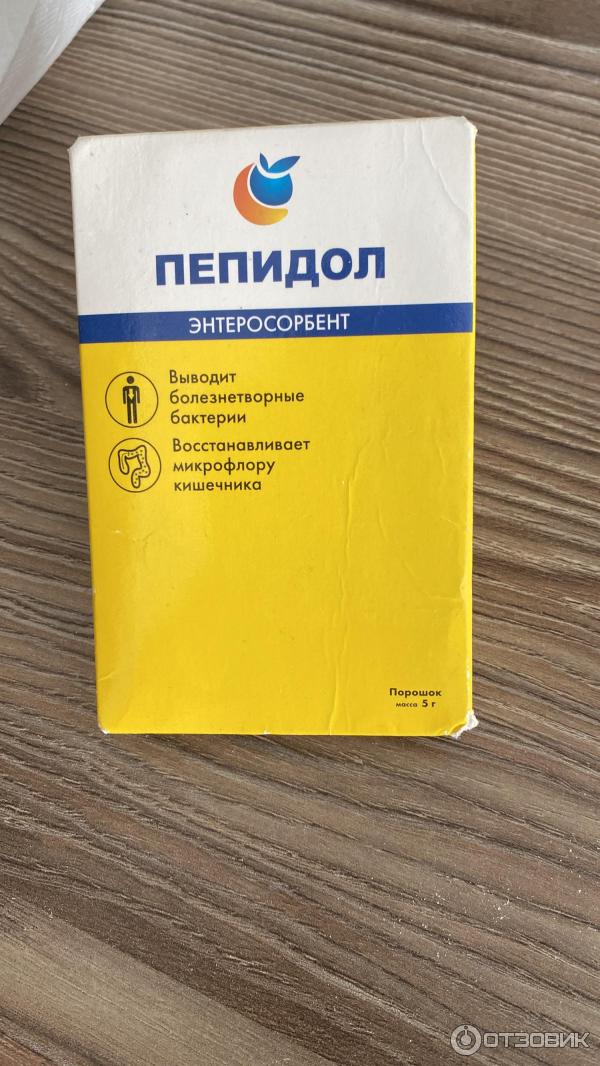 ПЕПИДОЛ
ЭНТЕРОСОРБЕНТ
Выводит
болезнетворные
бактерии
Восстанавливает
микрофлору
кишечника
Порошок
масса 5 г
ОТЗОВИК